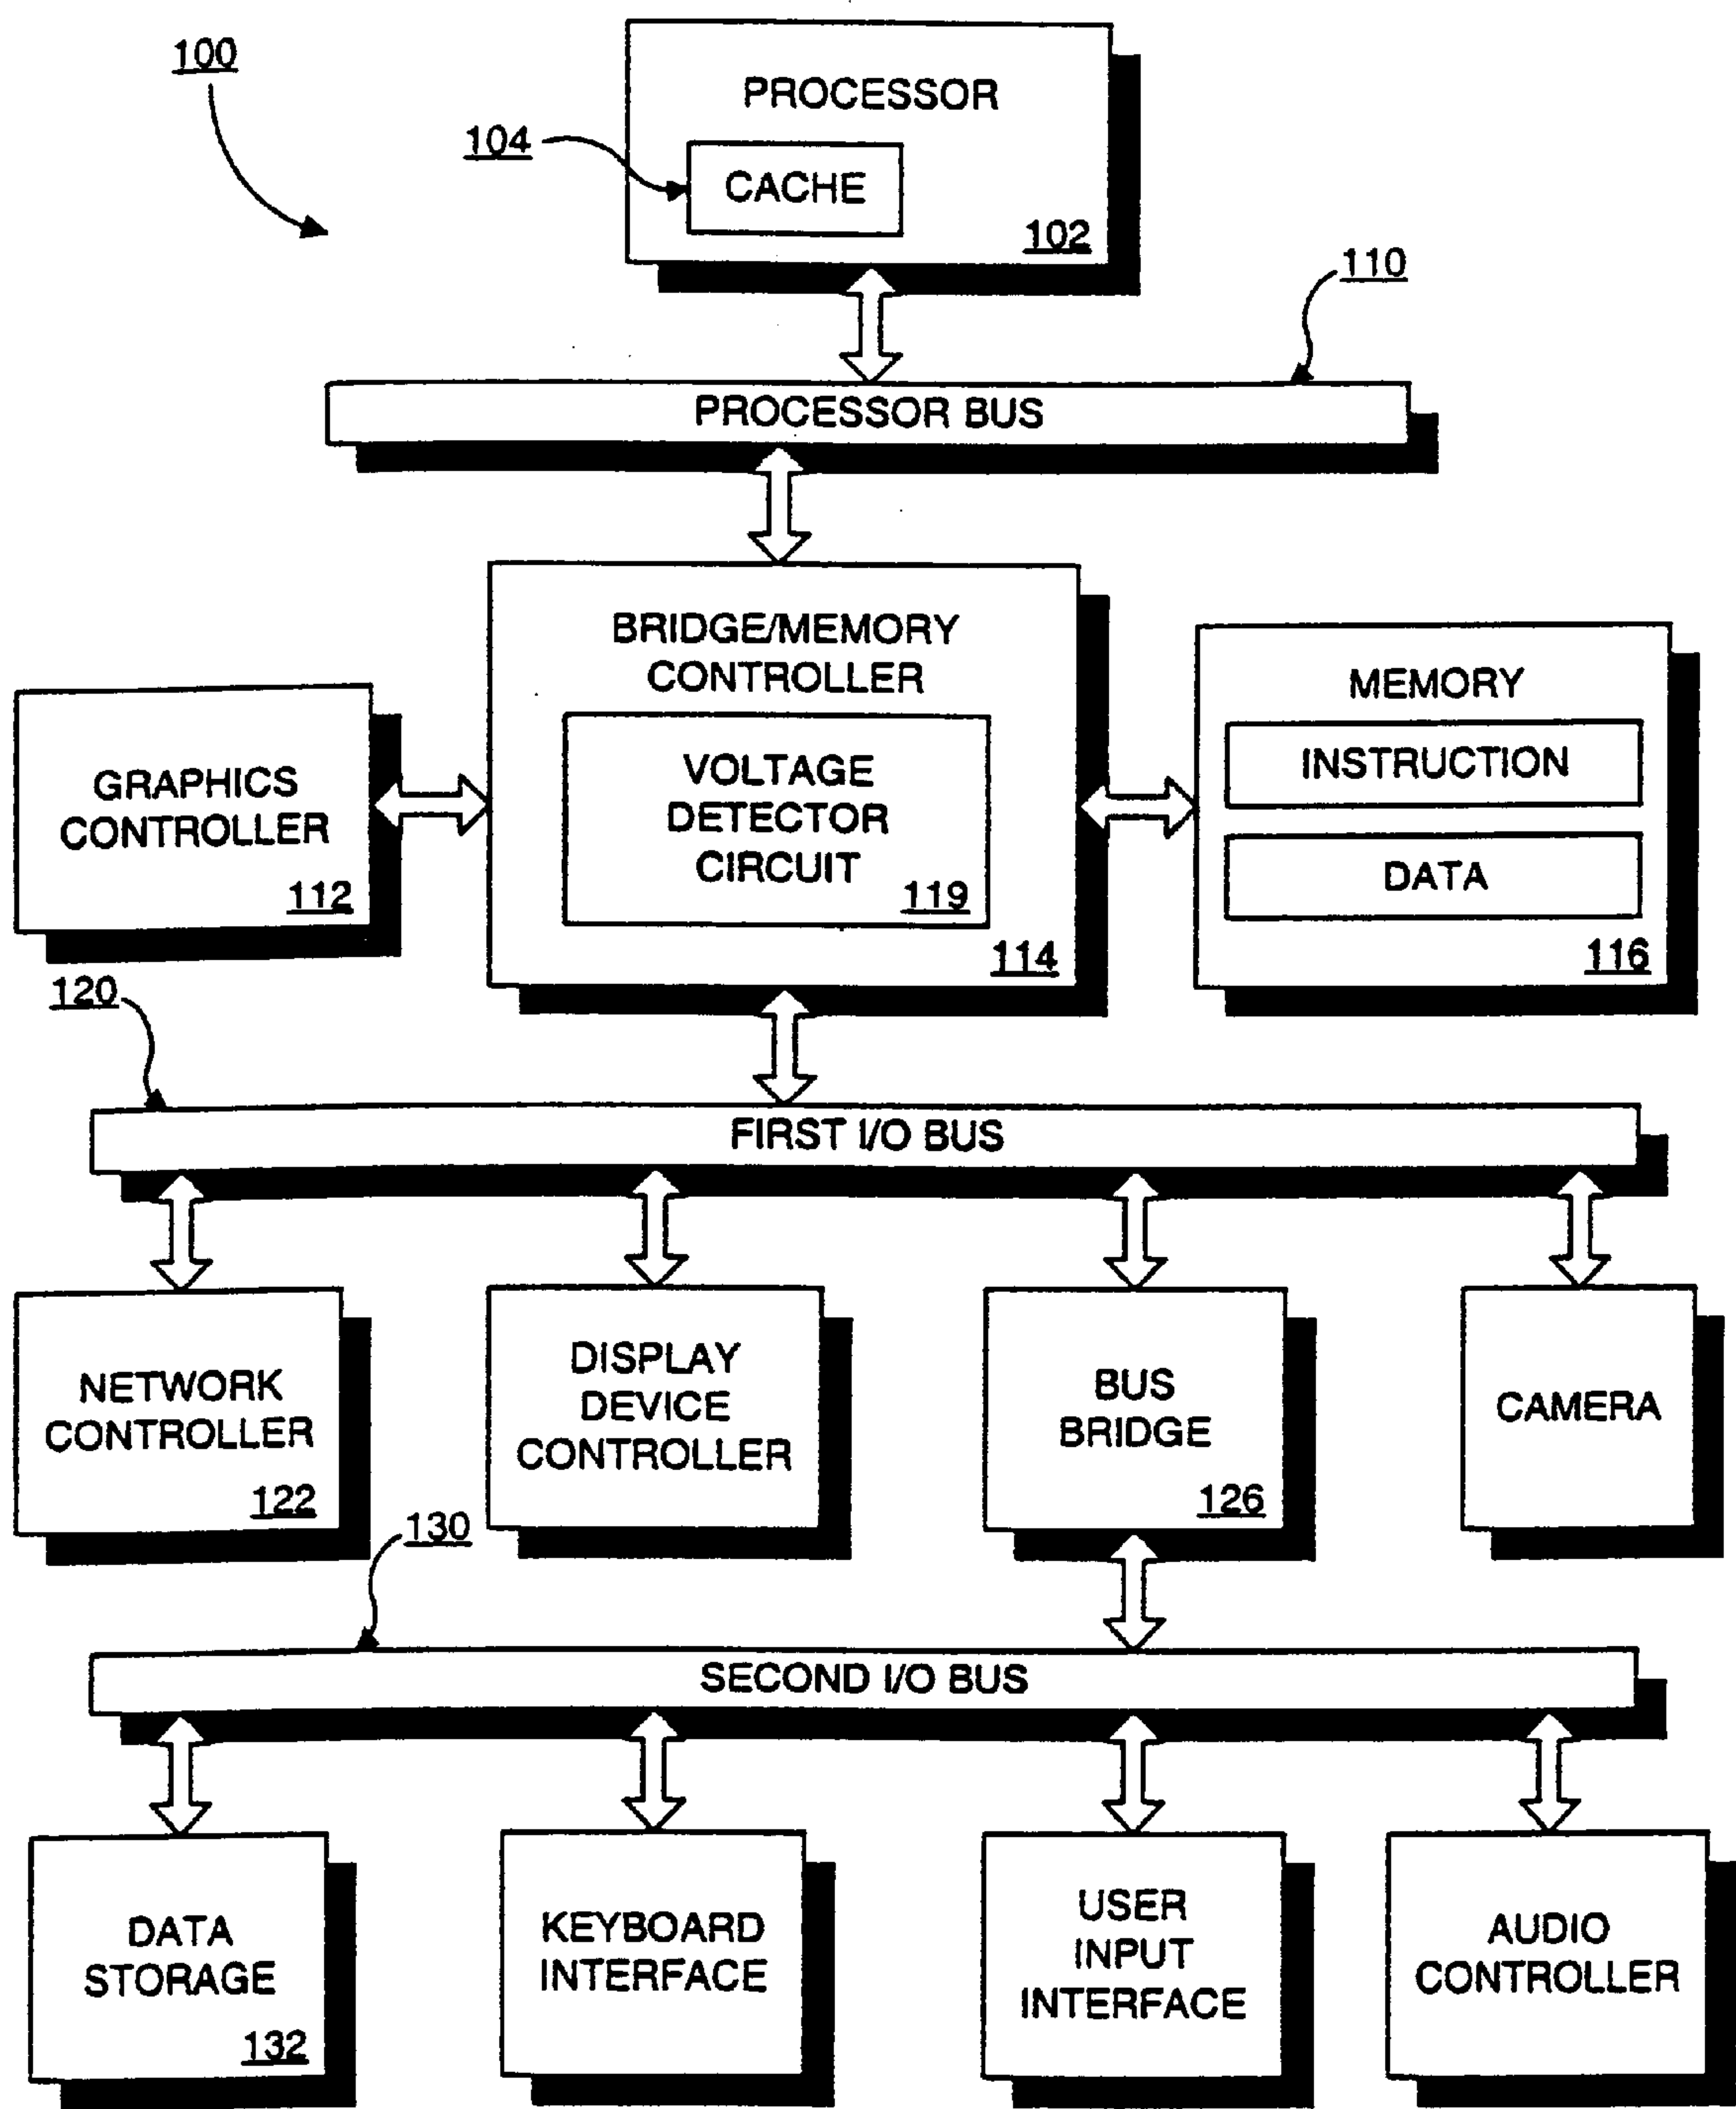 100
PROCESSOR
104
CACHE
102
110
PROCESSOR BUS
BRIDGE/MEMORY
CONTROLLER
VOLTAGE
DETECTOR
CIRCUIT
119
114
GRAPHICS
CONTROLLER
112
MEMORY
INSTRUCTION
DATA
116
120
FIRST I/O BUS
NETWORK
CONTROLLER
122
DISPLAY
DEVICE
CONTROLLER
BUS
BRIDGE
126
CAMERA
130
SECOND I/O BUS
DATA
STORAGE
132
KEYBOARD
INTERFACE
USER
INPUT
INTERFACE
AUDIO
CONTROLLER